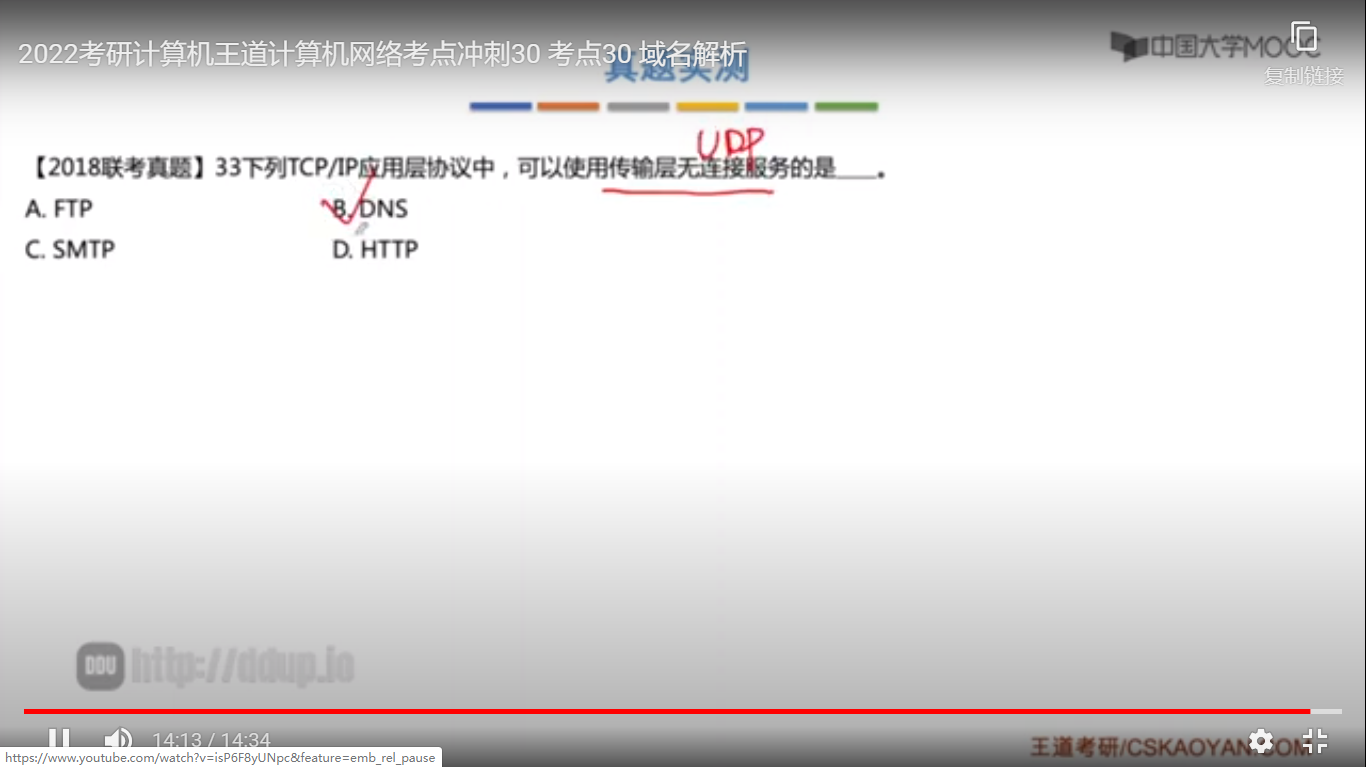 2022考研计算机王道计算机网络考点冲刺30 考点30 域名解析
中国大学MOOC
复制链接
真题实测
UDP
【2018联考真题】33下列TCP/IP应用层协议中，可以使用传输层无连接服务的是____。
A. FTP
B. DNS
C. SMTP
D. HTTP
DDU http://ddup.io
14:13 / 14:34
王道考研/CSKAOYAN.COM
https://www.youtube.com/watch?v=isP6F8yUNpc&feature=emb_rel_pause